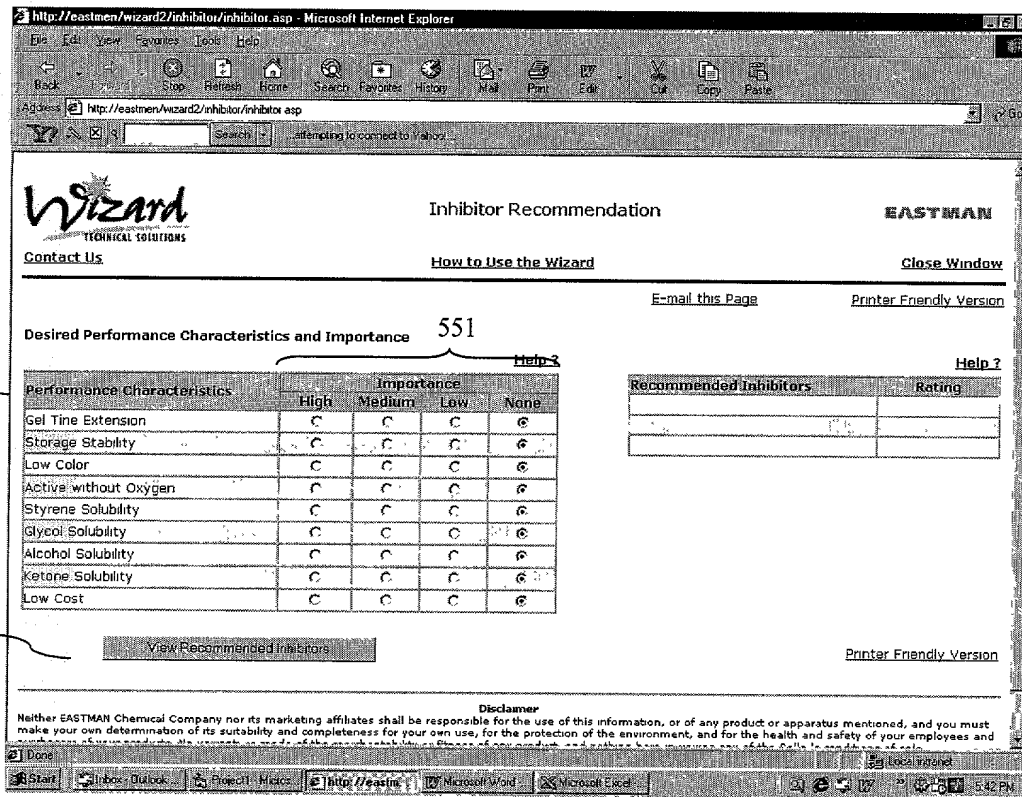 http://eastmen/wizard2/inhibitor/inhibitor.asp - Microsoft Internet Explorer
File Edit View Favorites Tools Help
Back Stop Refresh Home Search Favorites History Mail Print Edit Cut Copy Paste
Address http://eastmen/wizard2/inhibitor/inhibitor asp Go
Search attempting to connect to Yahoo! ...
Wizard
TECHNICAL SOLUTIONS
Inhibitor Recommendation
EASTMAN
Contact Us How to Use the Wizard Close Window
E-mail this Page Printer Friendly Version
Desired Performance Characteristics and Importance 551
Help ? Help ?
Performance Characteristics Importance Recommended Inhibitors Rating
High Medium Low None
Gel Tine Extension
Storage Stability
Low Color
Active without Oxygen
Styrene Solubility
Glycol Solubility
Alcohol Solubility
Ketone Solubility
Low Cost
View Recommended Inhibitors Printer Friendly Version
Disclaimer
Neither EASTMAN Chemical Company nor its marketing affiliates shall be responsible for the use of this information, or of any product or apparatus mentioned, and you must
make your own determination of its suitability and completeness for your own use, for the protection of the environment, and for the health and safety of your employees and
Done Local intranet
Start Inbox - Outlook ... Project1 - Micros... http://eastm... Microsoft Word ... Microsoft Excel ... 5:42 PM